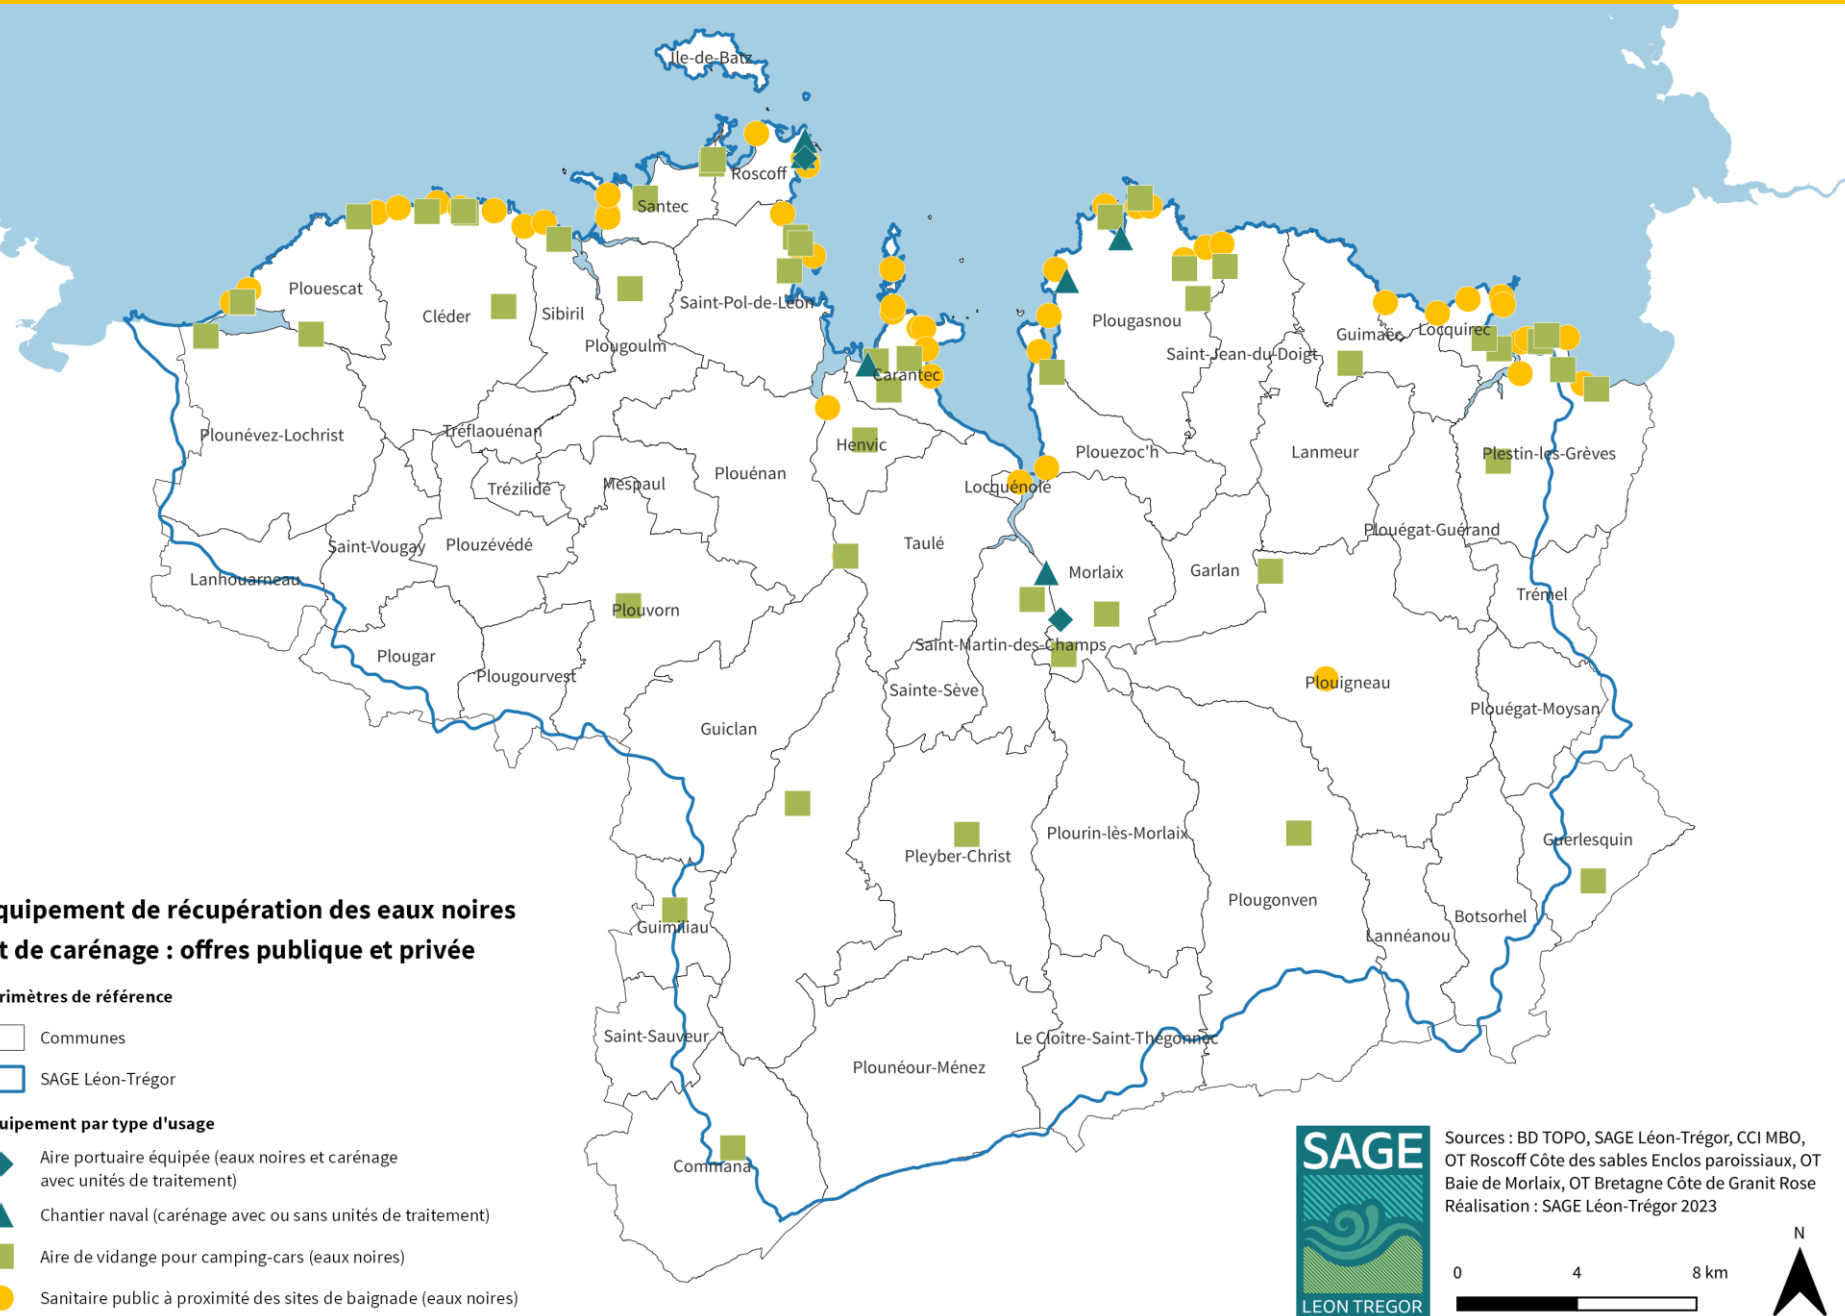 Ile-de-Batz
Roscoff
Santec
Plouescat
Cléder
Sibiril
Plougoulm
Saint-Pol-de-Léon
Carantec
Plougasnou
Saint-Jean-du-Doigt
Guimaëc
Locquirec
Plounévez-Lochrist
Tréflaouénan
Trézilidé
Mespaul
Plouénan
Henvic
Locquénolé
Plouezoc'h
Lanmeur
Plestin-les-Grèves
Plouégat-Guérand
Saint-Vougay
Plouzévédé
Lanhouarneau
Taulé
Morlaix
Garlan
Trémel
Plouvorn
Plougar
Plougourvest
Saint-Martin-des-Champs
Sainte-Sève
Plouigneau
Plouégat-Moysan
Guiclan
Pleyber-Christ
Plourin-lès-Morlaix
Guerlesquin
Plougonven
Botsorhel
Lannéanou
Guimiliau
Saint-Sauveur
Plounéour-Ménez
Le Cloître-Saint-Thégonnec
Commana
quipement de récupération des eaux noires
t de carénage : offres publique et privée
rimètres de référence
Communes
SAGE Léon-Trégor
uipement par type d'usage
Aire portuaire équipée (eaux noires et carénage
avec unités de traitement)
Chantier naval (carénage avec ou sans unités de traitement)
Aire de vidange pour camping-cars (eaux noires)
Sanitaire public à proximité des sites de baignade (eaux noires)
SAGE
LEON TREGOR
Sources : BD TOPO, SAGE Léon-Trégor, CCI MBO,
OT Roscoff Côte des sables Enclos paroissiaux, OT
Baie de Morlaix, OT Bretagne Côte de Granit Rose
Réalisation : SAGE Léon-Trégor 2023
N
0 4 8 km